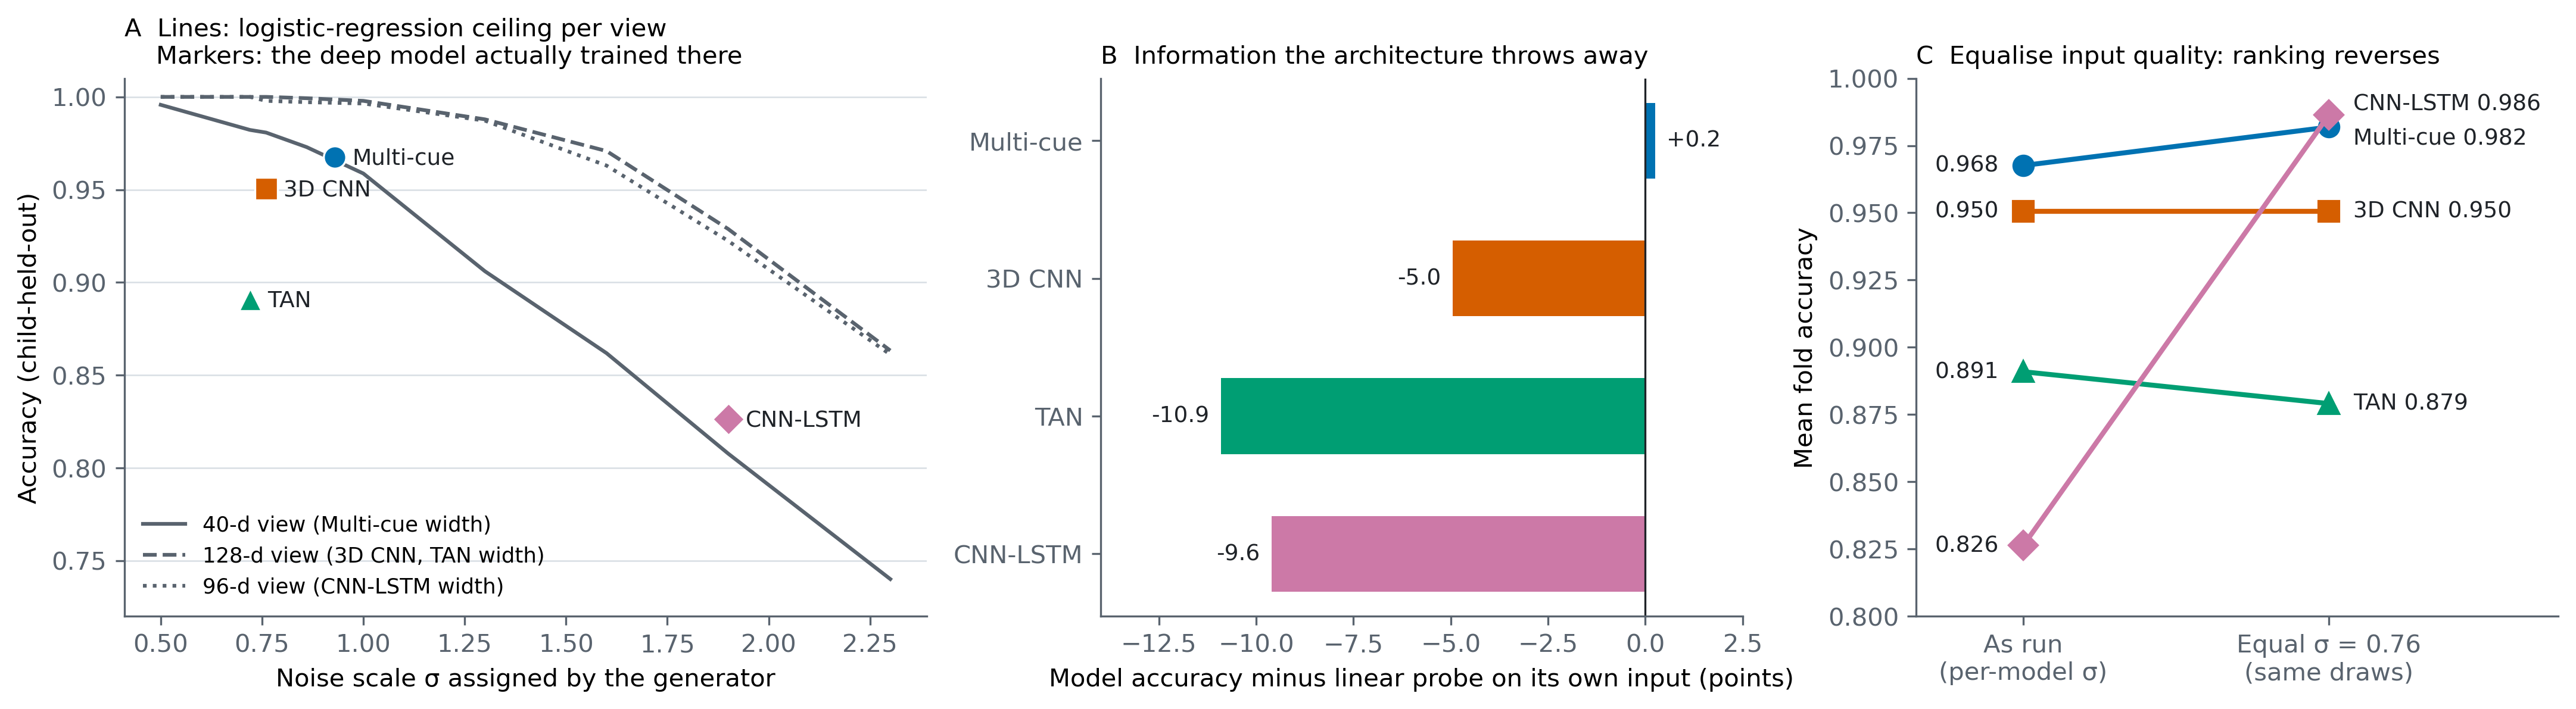 A  Lines: logistic-regression ceiling per view
Markers: the deep model actually trained there
Accuracy (child-held-out)
1.00
0.95
0.90
0.85
0.80
0.75
Multi-cue
3D CNN
TAN
CNN-LSTM
40-d view (Multi-cue width)
128-d view (3D CNN, TAN width)
96-d view (CNN-LSTM width)
0.50 0.75 1.00 1.25 1.50 1.75 2.00 2.25
Noise scale σ assigned by the generator
B  Information the architecture throws away
Multi-cue
+0.2
3D CNN
-5.0
TAN
-10.9
CNN-LSTM
-9.6
−12.5 −10.0 −7.5 −5.0 −2.5 0.0 2.5
Model accuracy minus linear probe on its own input (points)
C  Equalise input quality: ranking reverses
Mean fold accuracy
1.000
0.975
0.950
0.925
0.900
0.875
0.850
0.825
0.800
0.968
0.950
0.891
0.826
CNN-LSTM 0.986
Multi-cue 0.982
3D CNN 0.950
TAN 0.879
As run
(per-model σ)
Equal σ = 0.76
(same draws)